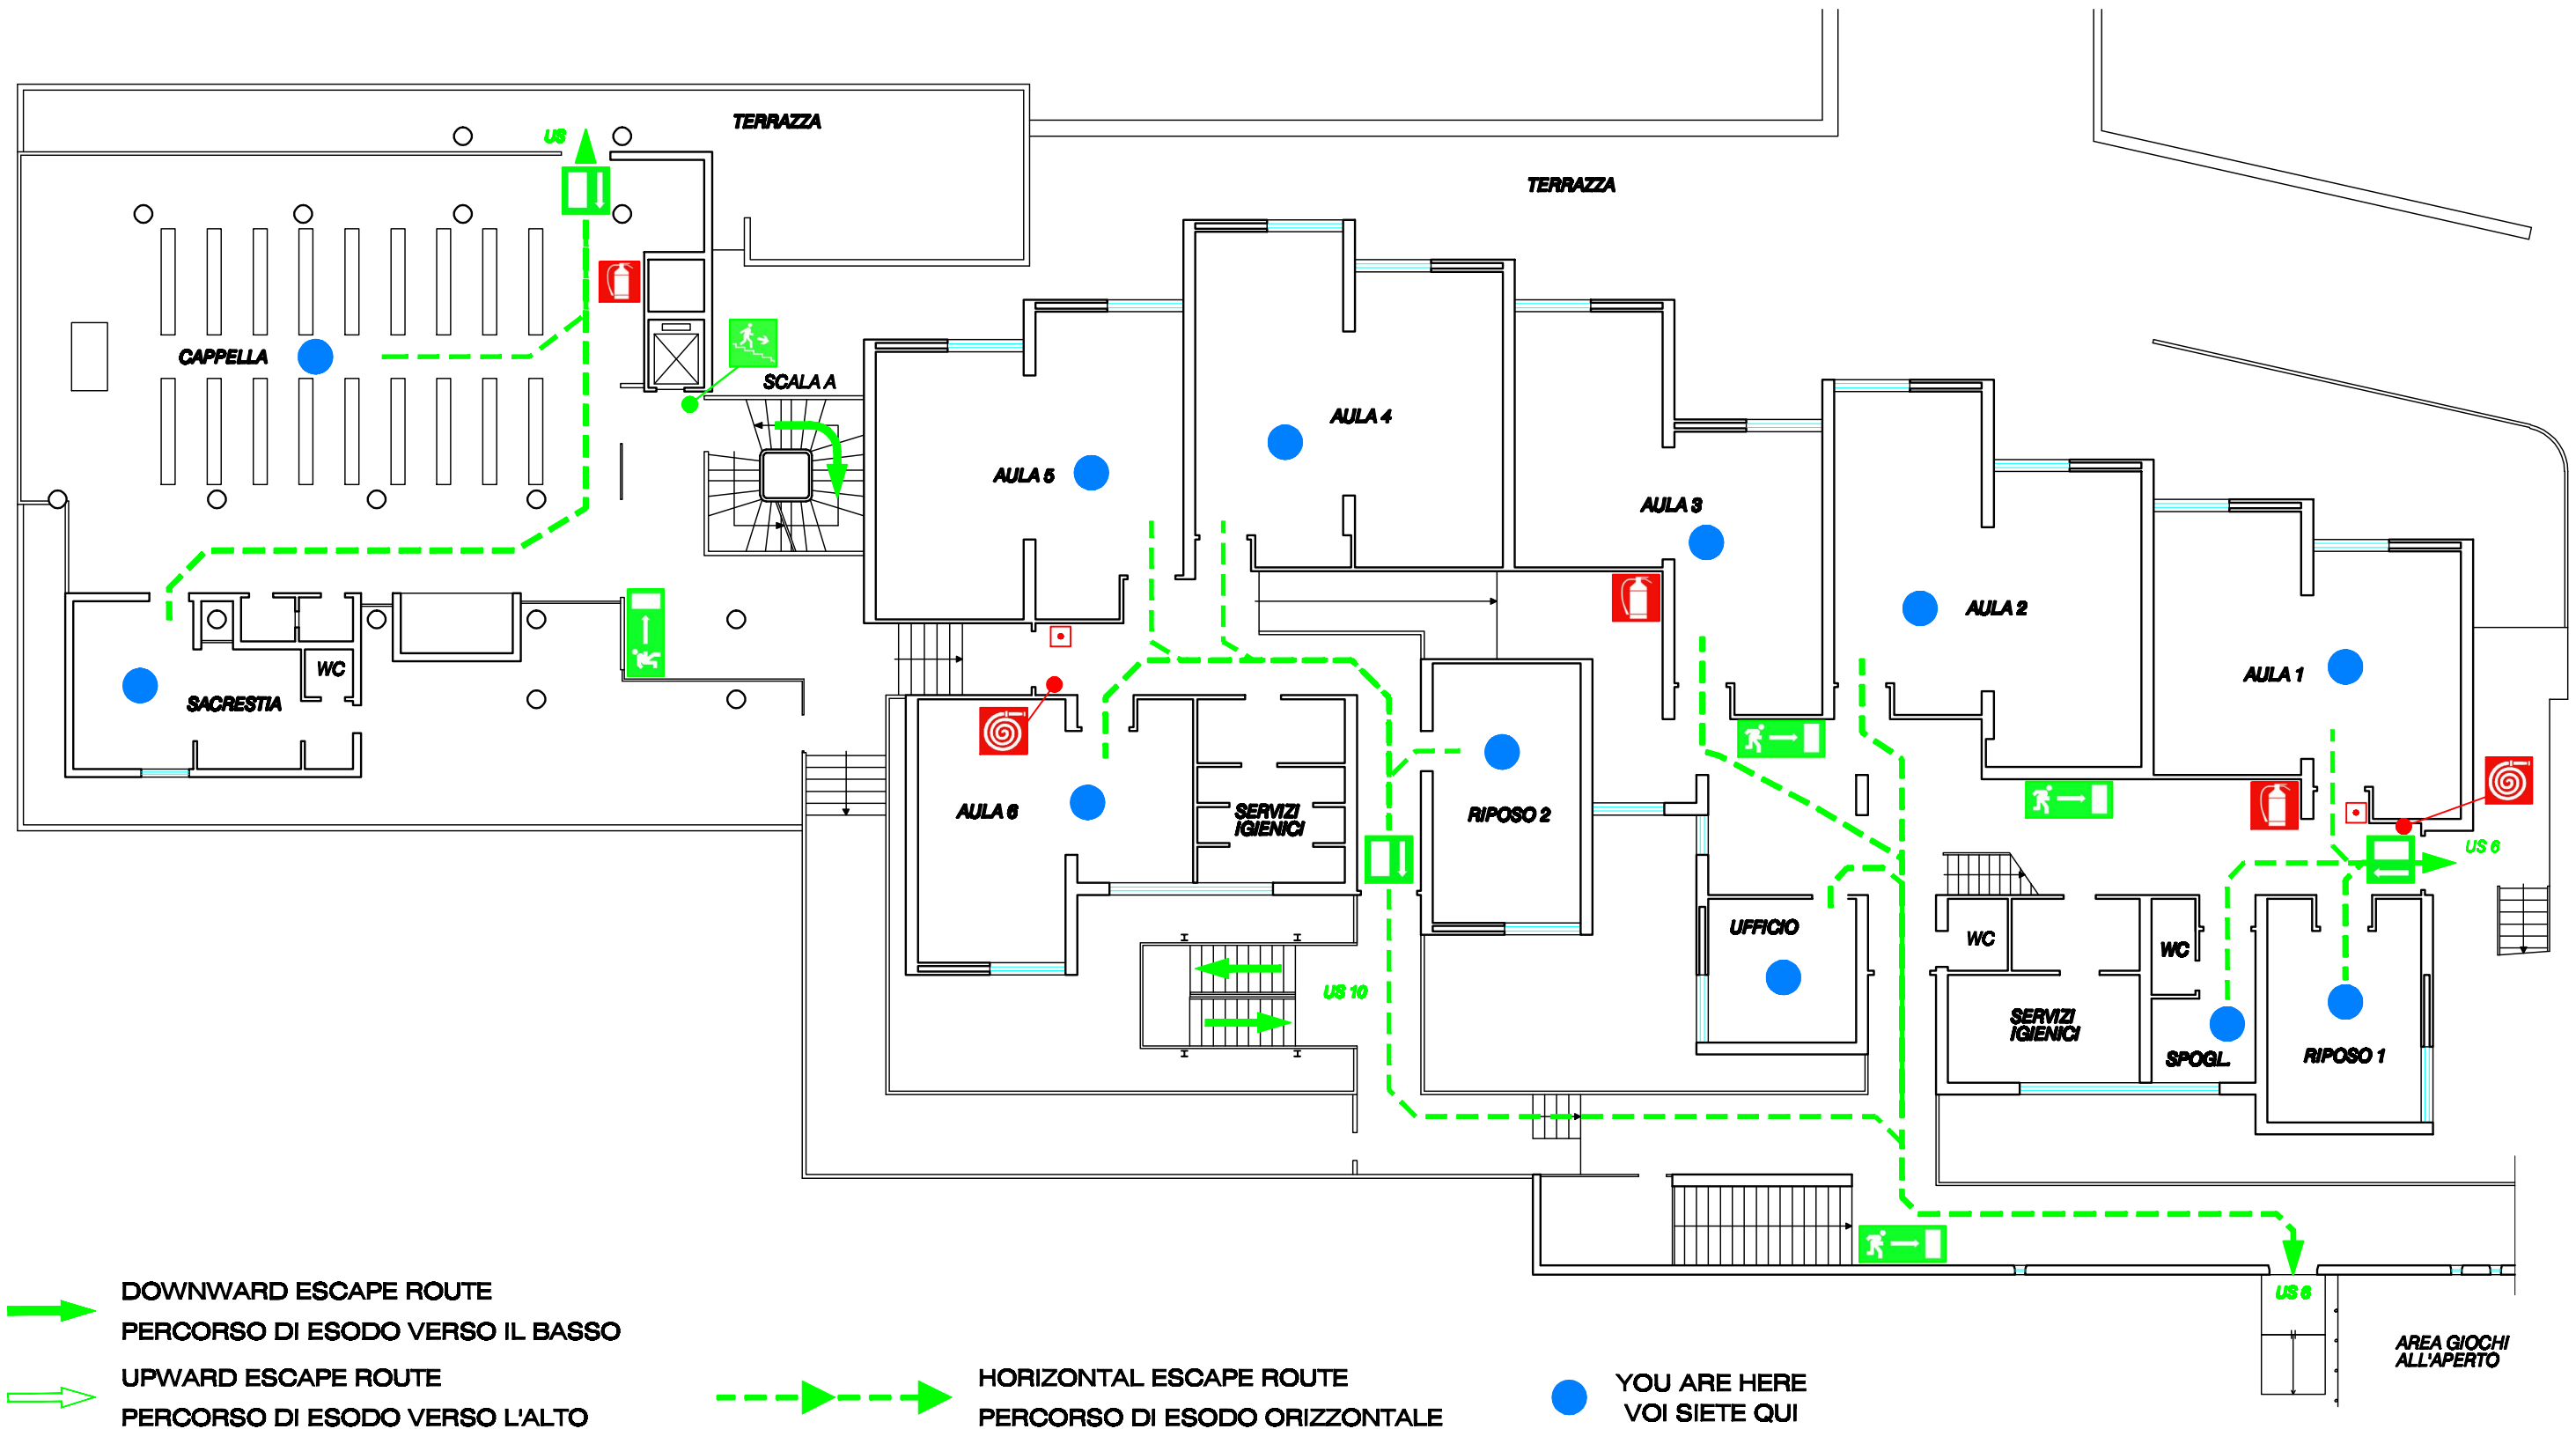 TERRAZZA
US
TERRAZZA
CAPPELLA
SCALA A
AULA 4
AULA 5
AULA 3
AULA 2
WC
AULA 1
SACRESTIA
AULA 6
SERVIZI
IGIENICI
RIPOSO 2
US 6
UFFICIO
WC
WC
US 10
SERVIZI
IGIENICI
SPOGL.
RIPOSO 1
US 6
AREA GIOCHI
ALL'APERTO
DOWNWARD ESCAPE ROUTE
PERCORSO DI ESODO VERSO IL BASSO
UPWARD ESCAPE ROUTE
PERCORSO DI ESODO VERSO L'ALTO
HORIZONTAL ESCAPE ROUTE
PERCORSO DI ESODO ORIZZONTALE
YOU ARE HERE
VOI SIETE QUI